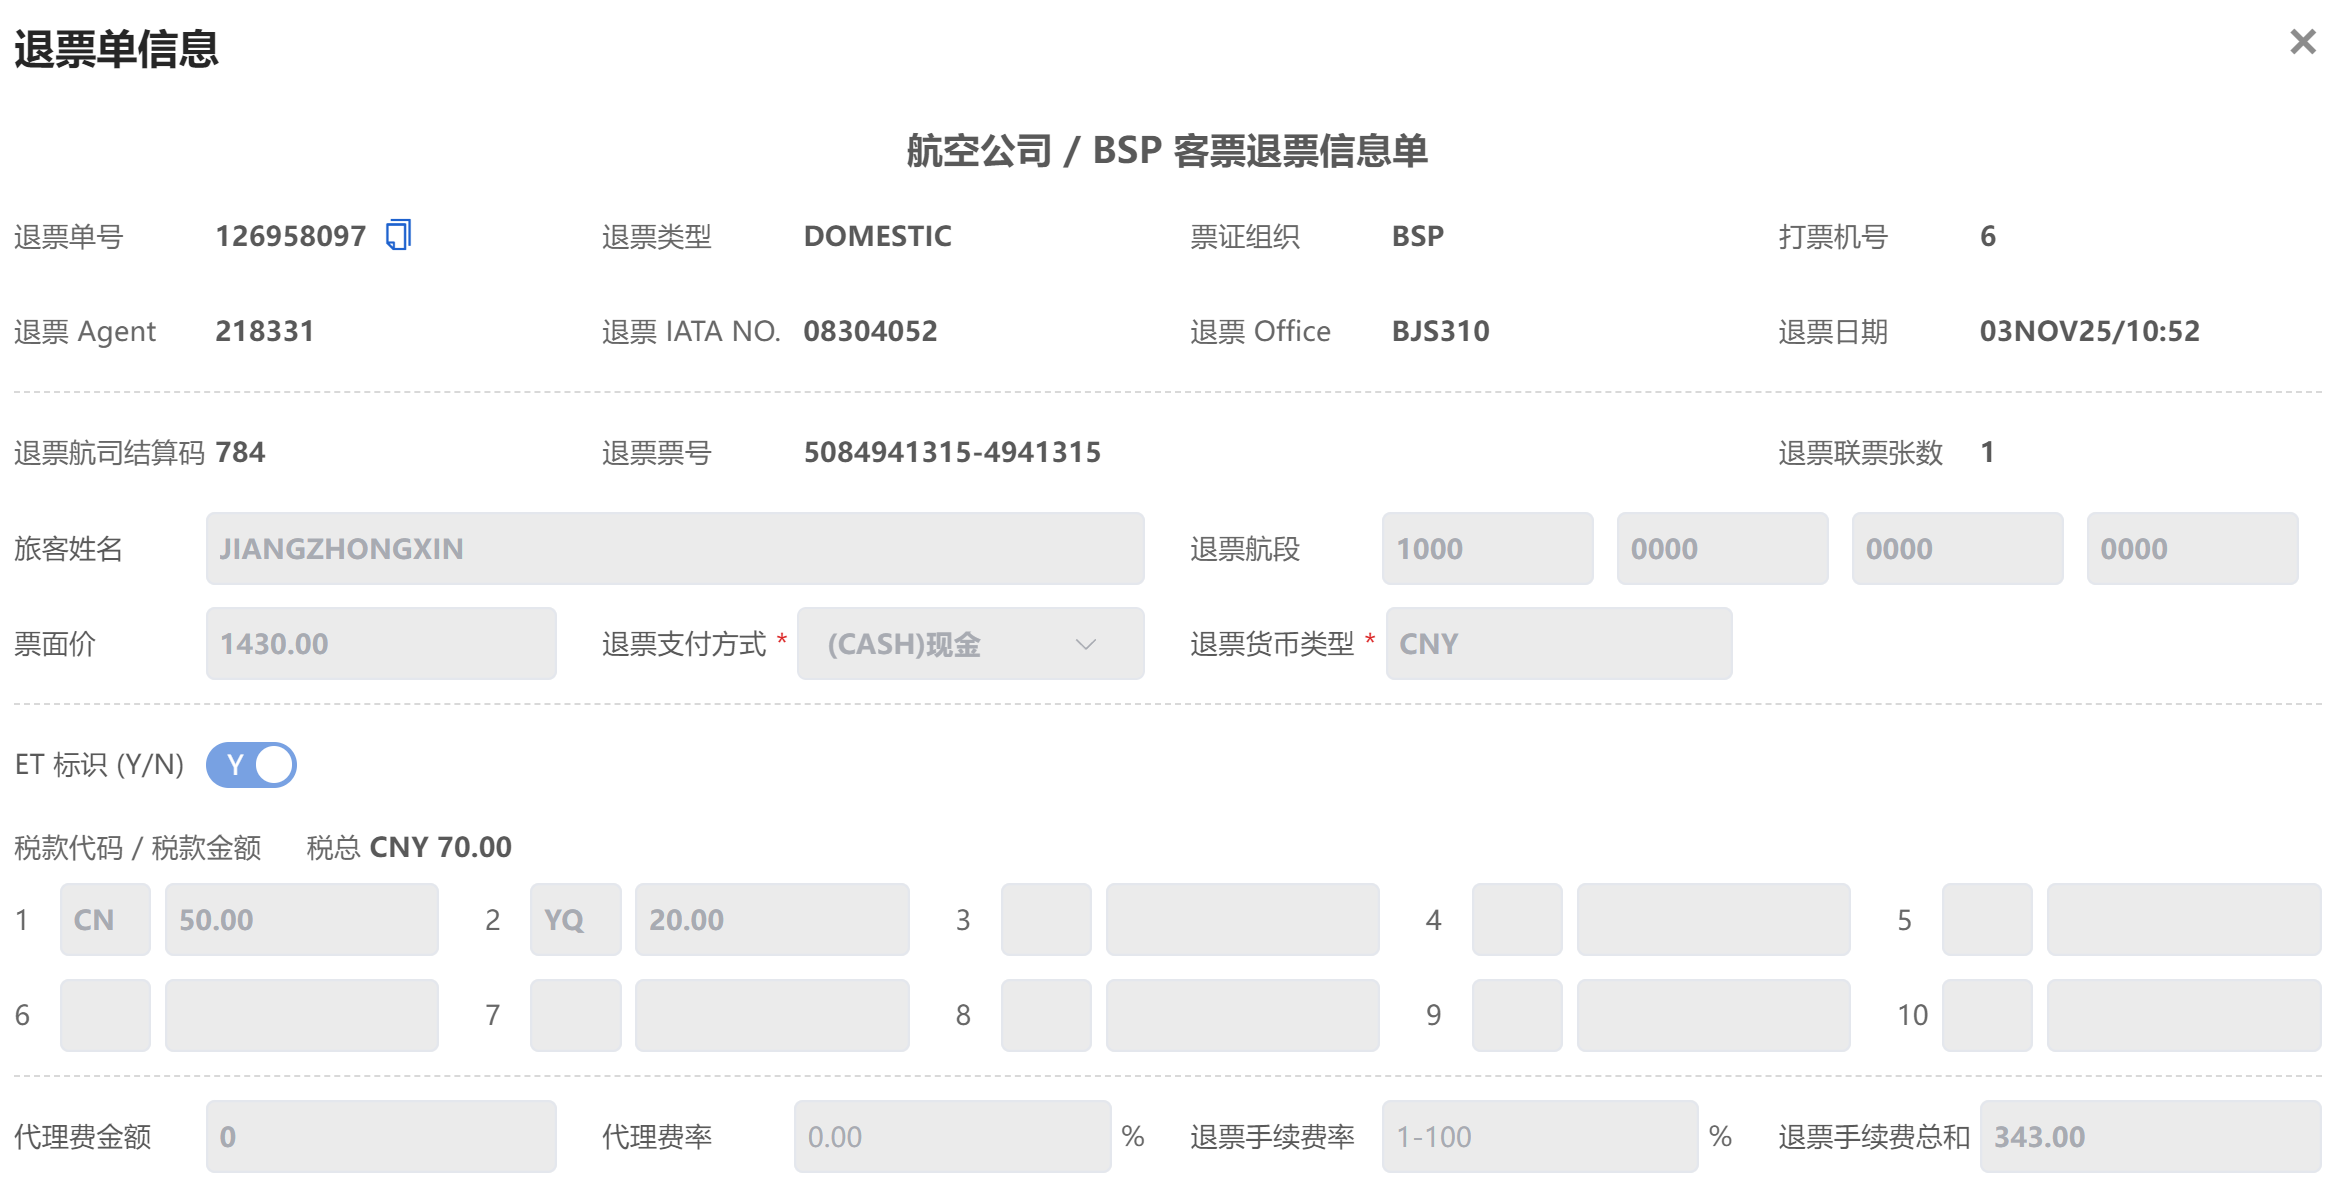 退票单信息
航空公司 / BSP 客票退票信息单
退票单号 126958097 退票类型 DOMESTIC 票证组织 BSP 打票机号 6
退票 Agent 218331 退票 IATA NO. 08304052 退票 Office BJS310 退票日期 03NOV25/10:52
退票航司结算码 784 退票票号 5084941315-4941315 退票联票张数 1
旅客姓名 JIANGZHONGXIN 退票航段 1000 0000 0000 0000
票面价 1430.00 退票支付方式 * (CASH)现金 退票货币类型 * CNY
ET 标识 (Y/N) Y
税款代码 / 税款金额 税总 CNY 70.00
1 CN 50.00 2 YQ 20.00 3 4 5
6 7 8 9 10
代理费金额 0 代理费率 0.00 % 退票手续费率 1-100 % 退票手续费总和 343.00